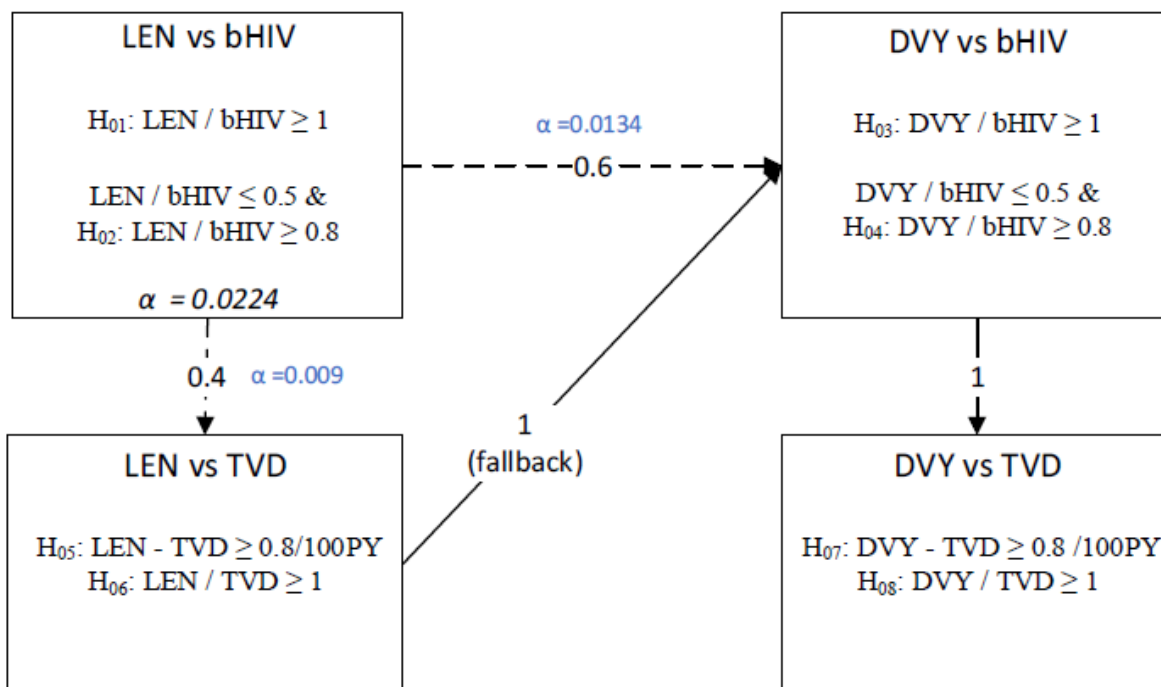 LEN vs bHIV
H₀₁: LEN / bHIV ≥ 1
LEN / bHIV ≤ 0.5 &
H₀₂: LEN / bHIV ≥ 0.8
α = 0.0224
α =0.0134
0.6
DVY vs bHIV
H₀₃: DVY / bHIV ≥ 1
DVY / bHIV ≤ 0.5 &
H₀₄: DVY / bHIV ≥ 0.8
0.4
α =0.009
1
(fallback)
1
LEN vs TVD
H₀₅: LEN - TVD ≥ 0.8/100PY
H₀₆: LEN / TVD ≥ 1
DVY vs TVD
H₀₇: DVY - TVD ≥ 0.8 /100PY
H₀₈: DVY / TVD ≥ 1